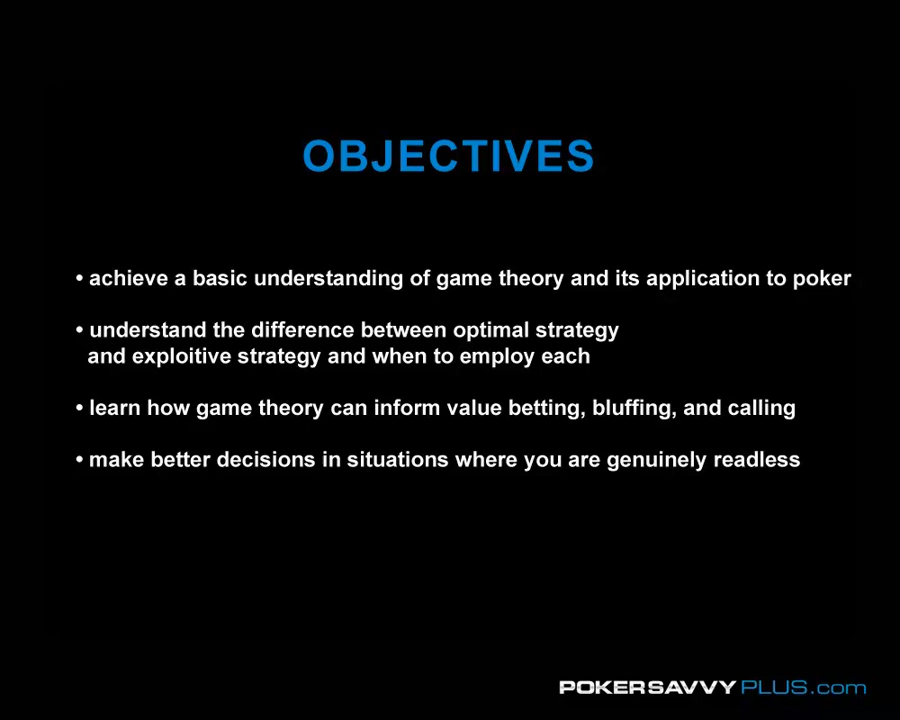 OBJECTIVES
• achieve a basic understanding of game theory and its application to poker
• understand the difference between optimal strategy
and exploitive strategy and when to employ each
• learn how game theory can inform value betting, bluffing, and calling
• make better decisions in situations where you are genuinely readless
POKERSAVVYPLUS.com